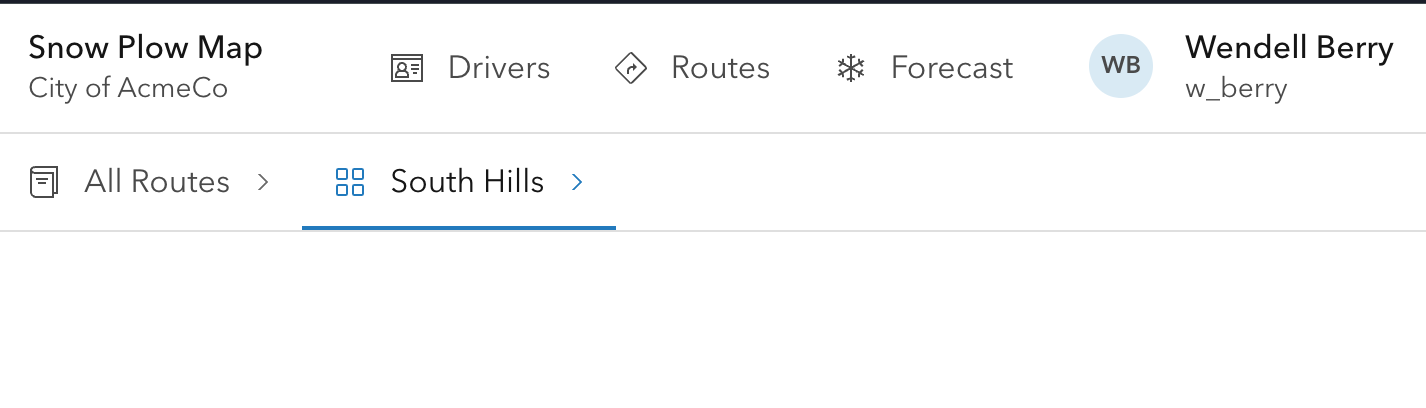 Snow Plow Map
City of AcmeCo
Drivers
Routes
Forecast
WB
Wendell Berry
w_berry
All Routes
South Hills